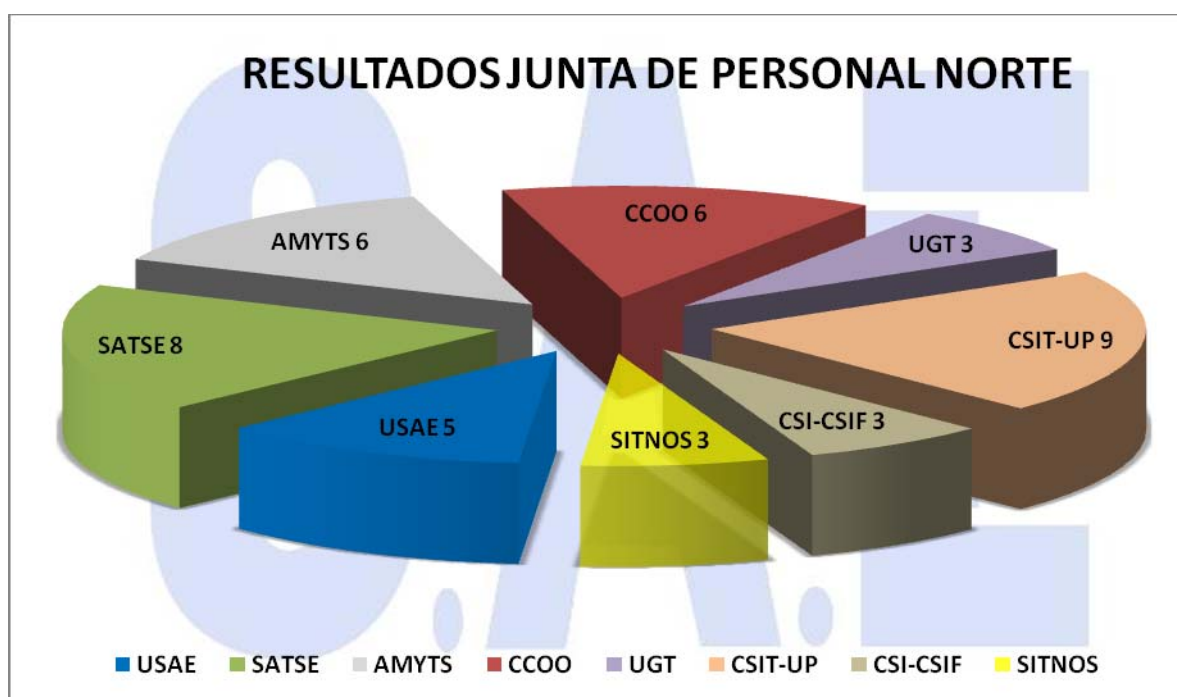 RESULTADOS JUNTA DE PERSONAL NORTE
CCOO 6
AMYTS 6
UGT 3
SATSE 8
CSIT-UP 9
USAE 5
SITNOS 3
CSI-CSIF 3
USAE SATSE AMYTS CCOO UGT CSIT-UP CSI-CSIF SITNOS
S.A.E